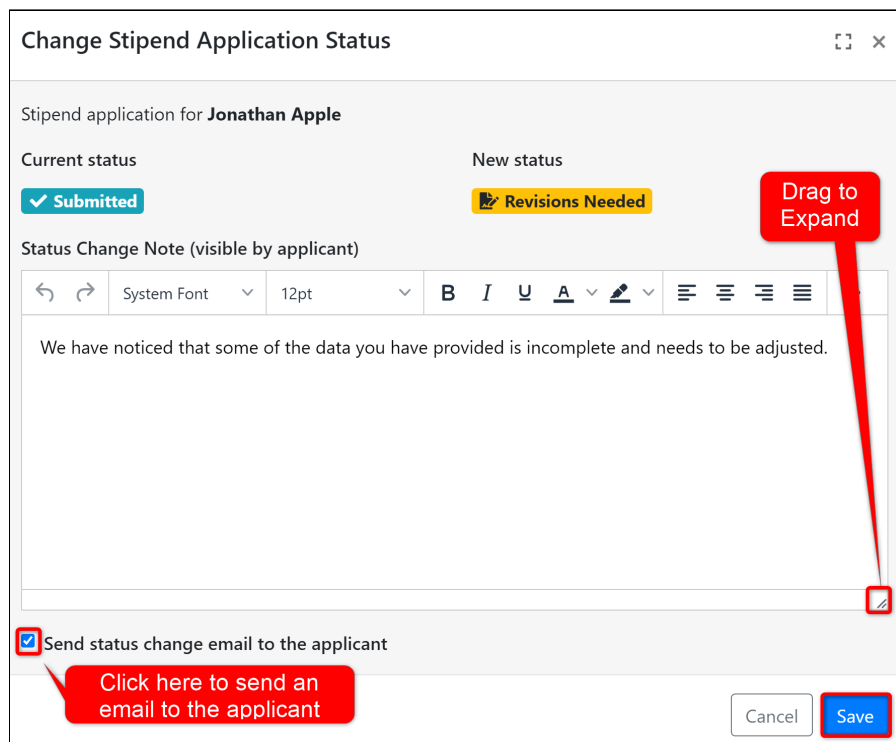 Change Stipend Application Status
Stipend application for Jonathan Apple
Current status
New status
Submitted
Revisions Needed
Drag to
Expand
Status Change Note (visible by applicant)
System Font
12pt
B I U A
We have noticed that some of the data you have provided is incomplete and needs to be adjusted.
Send status change email to the applicant
Click here to send an
email to the applicant
Cancel
Save